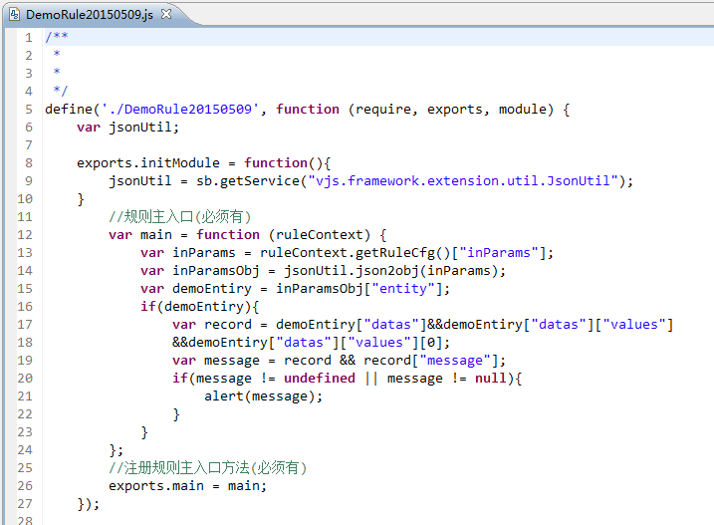 DemoRule20150509.js
1 /**
2  *
3  *
4  */
5 define('./DemoRule20150509', function (require, exports, module) {
6     var jsonUtil;
7
8     exports.initModule = function(){
9         jsonUtil = sb.getService("vjs.framework.extension.util.JsonUtil");
10     }
11         //规则主入口(必须有)
12         var main = function (ruleContext) {
13             var inParams = ruleContext.getRuleCfg()["inParams"];
14             var inParamsObj = jsonUtil.json2obj(inParams);
15             var demoEntiry = inParamsObj["entity"];
16             if(demoEntiry){
17                 var record = demoEntiry["datas"]&&demoEntiry["datas"]["values"]
18                 &&demoEntiry["datas"]["values"][0];
19                 var message = record && record["message"];
20                 if(message != undefined || message != null){
21                     alert(message);
22                 }
23             }
24         };
25         //注册规则主入口方法(必须有)
26         exports.main = main;
27     });
28